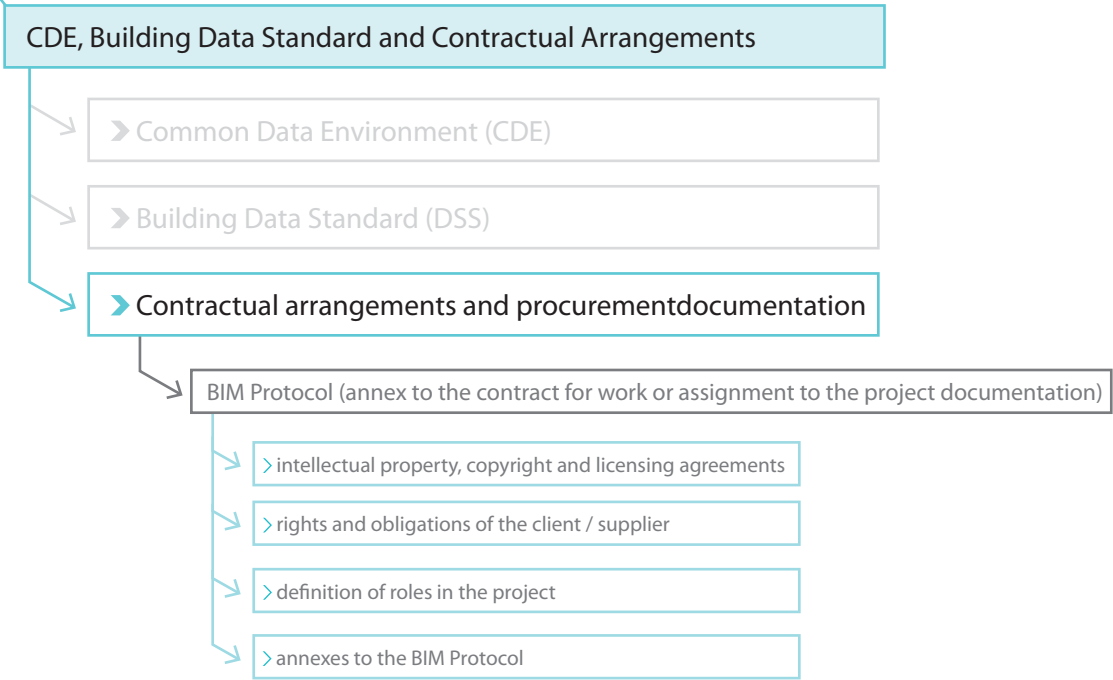 CDE, Building Data Standard and Contractual Arrangements
Common Data Environment (CDE)
Building Data Standard (DSS)
Contractual arrangements and procurementdocumentation
BIM Protocol (annex to the contract for work or assignment to the project documentation)
intellectual property, copyright and licensing agreements
rights and obligations of the client / supplier
definition of roles in the project
annexes to the BIM Protocol